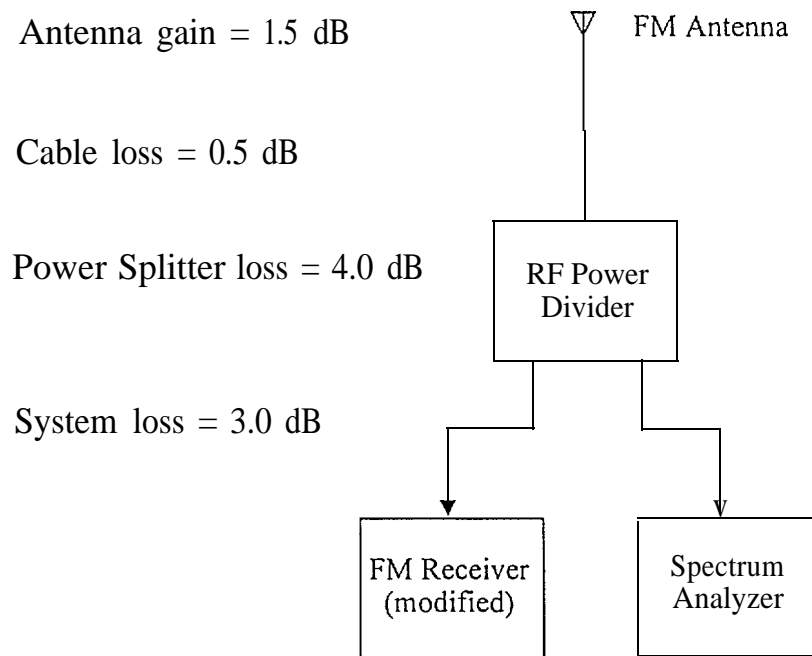 Antenna gain = 1.5 dB
FM Antenna
Cable loss = 0.5 dB
Power Splitter loss = 4.0 dB
RF Power
Divider
System loss = 3.0 dB
FM Receiver
(modified)
Spectrum
Analyzer